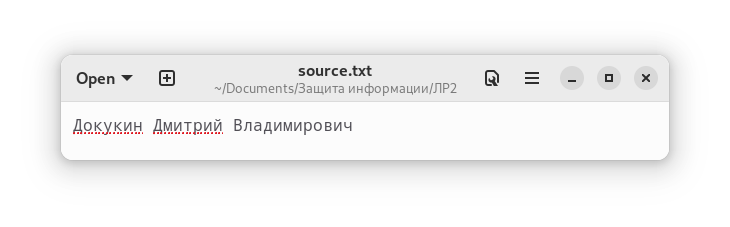 Open
source.txt
~/Documents/Защита информации/ЛР2
Докукин Дмитрий Владимирович